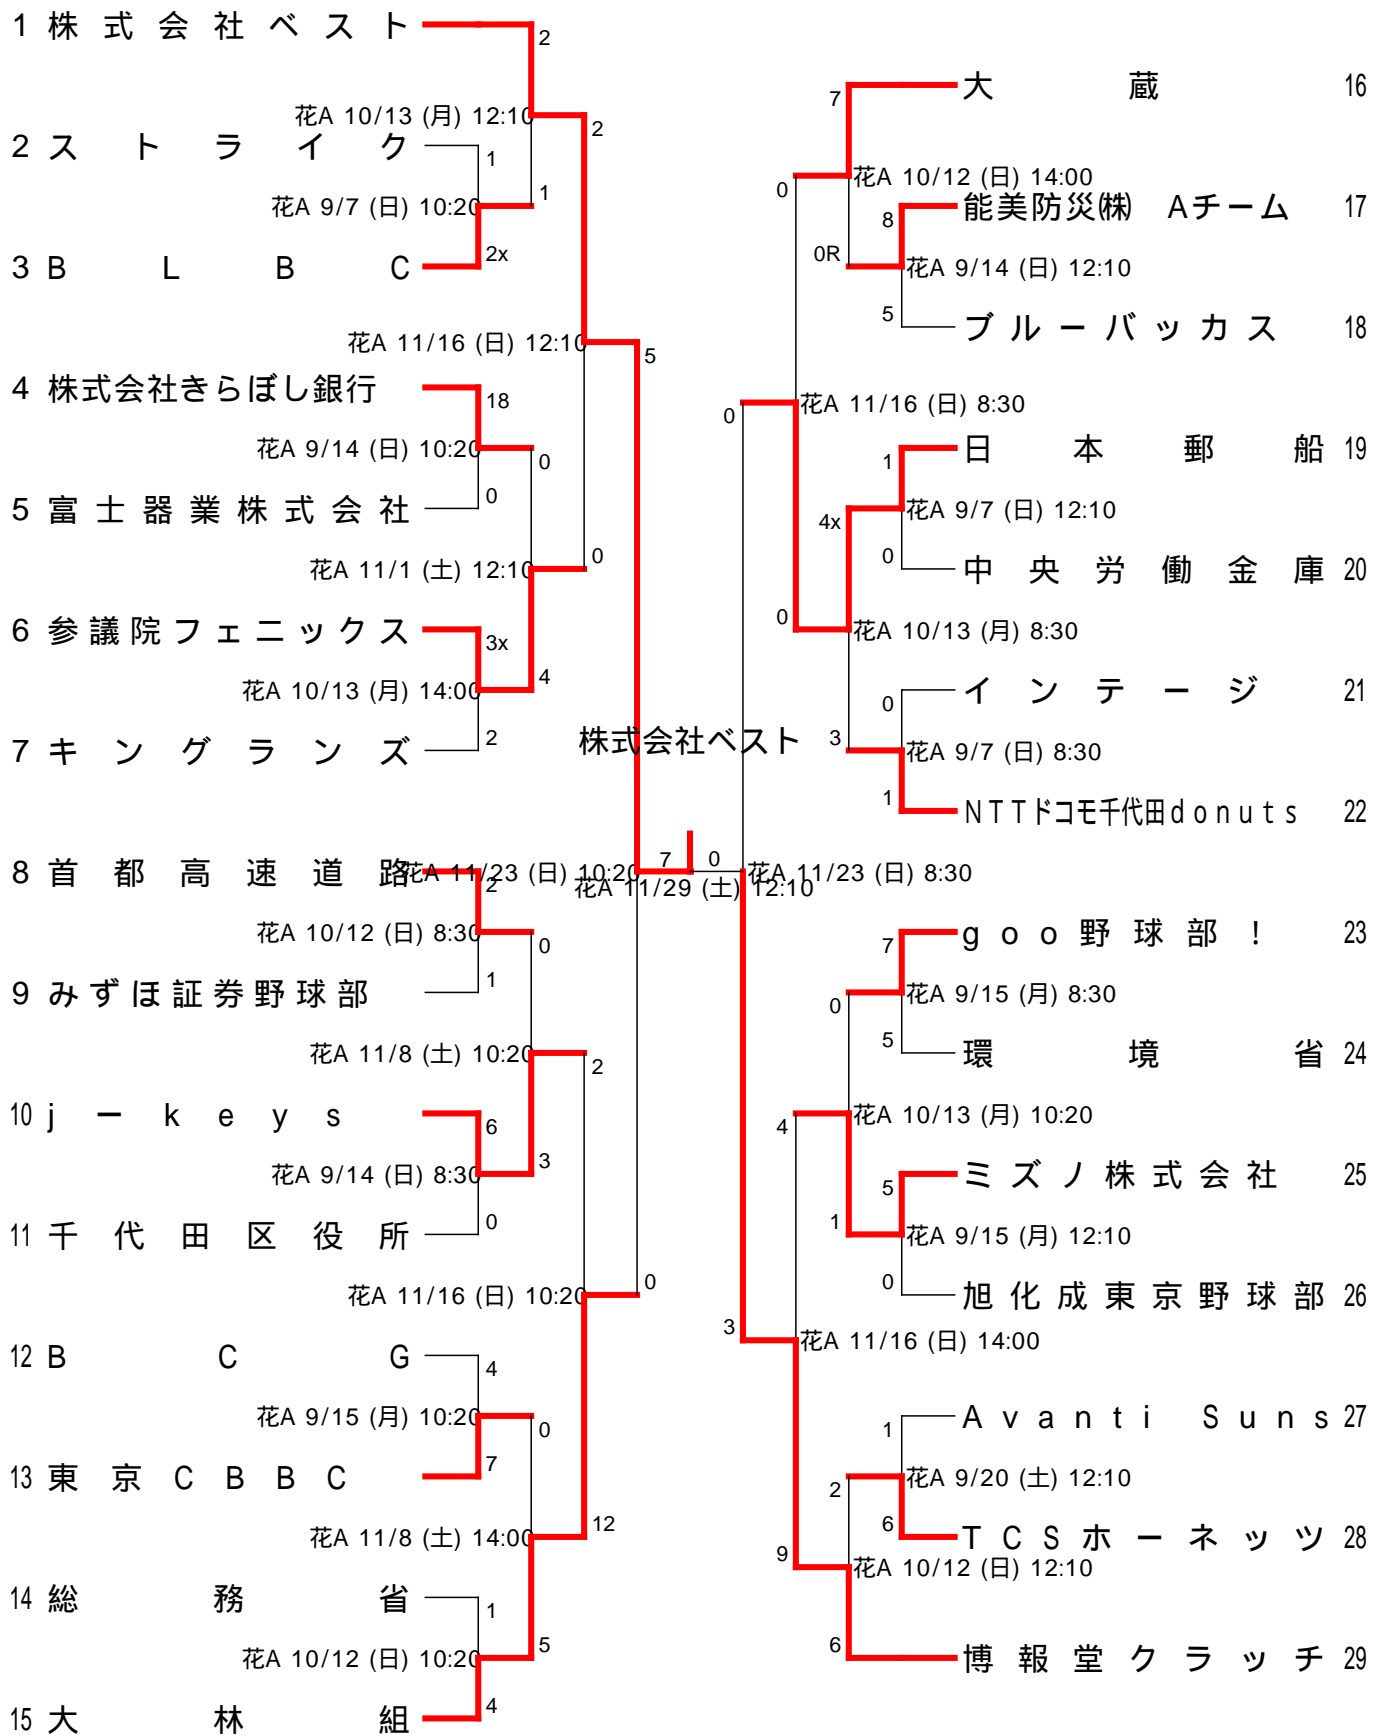 1 株式会社ベスト
2
花A 10/13 (月) 12:10
2
2 ストライク
1
花A 9/7 (日) 10:20
1
3 BLBC
2x
花A 11/16 (日) 12:10
5
4 株式会社きらぼし銀行
18
花A 9/14 (日) 10:20
0
5 富士器業株式会社
0
花A 11/1 (土) 12:10
0
6 参議院フェニックス
3x
花A 10/13 (月) 14:00
4
7 キングランズ
2
8 首都高速道路
2
花A 11/23 (日) 10:20
花A 10/12 (日) 8:30
0
9 みずほ証券野球部
1
花A 11/8 (土) 10:20
2
10 j−keys
6
花A 9/14 (日) 8:30
3
11 千代田区役所
0
花A 11/16 (日) 10:20
0
12 BCG
4
花A 9/15 (月) 10:20
0
13 東京CBBC
7
花A 11/8 (土) 14:00
12
14 総務省
1
花A 10/12 (日) 10:20
5
15 大林組
4
株式会社ベスト
7
0
花A 11/29 (土) 12:10
7
大蔵 16
0
花A 10/12 (日) 14:00
8
能美防災㈱ Aチーム 17
0R
花A 9/14 (日) 12:10
5
ブルーバッカス 18
0
花A 11/16 (日) 8:30
1
日本郵船 19
4x
花A 9/7 (日) 12:10
0
中央労働金庫 20
0
花A 10/13 (月) 8:30
0
インテージ 21
3
花A 9/7 (日) 8:30
1
NTTドコモ千代田donuts 22
花A 11/23 (日) 8:30
7
goo野球部! 23
0
花A 9/15 (月) 8:30
5
環境省 24
4
花A 10/13 (月) 10:20
5
ミズノ株式会社 25
1
花A 9/15 (月) 12:10
0
旭化成東京野球部 26
3
花A 11/16 (日) 14:00
1
Avanti Suns 27
2
花A 9/20 (土) 12:10
6
TCSホーネッツ 28
9
花A 10/12 (日) 12:10
6
博報堂クラッチ 29